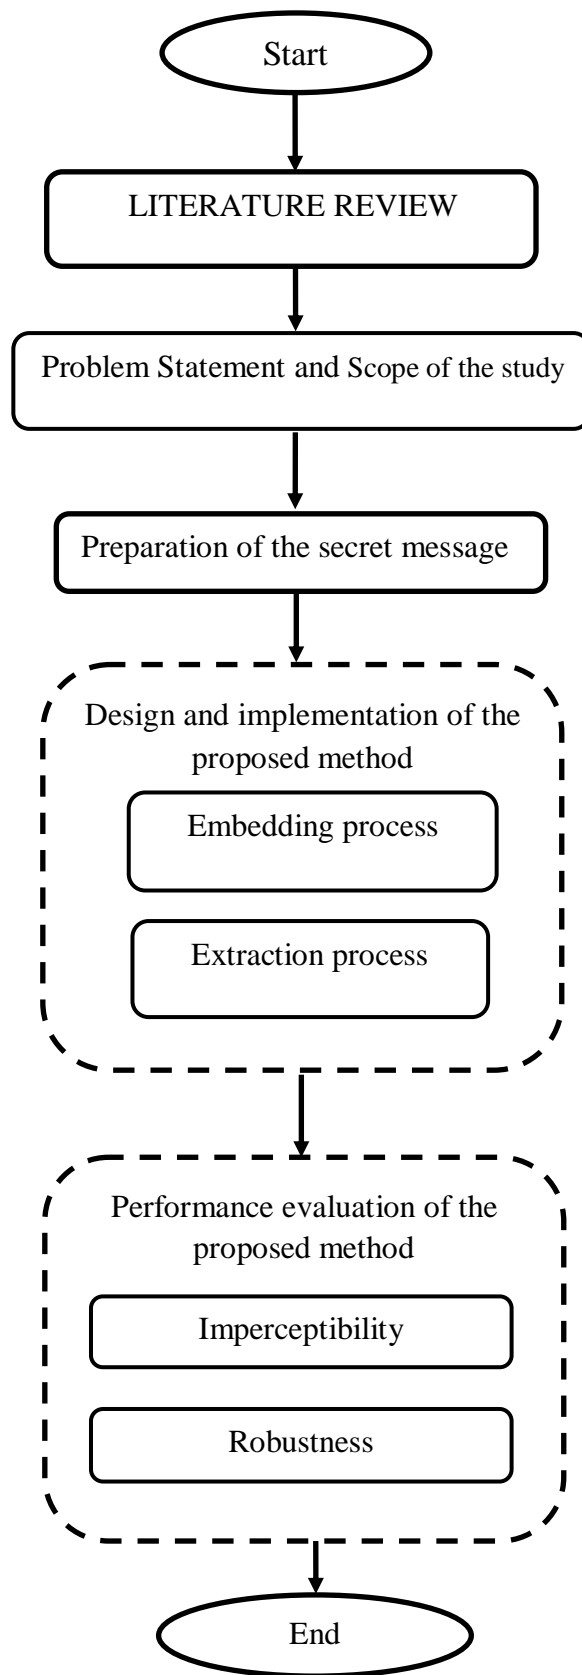 Start
LITERATURE REVIEW
Problem Statement and Scope of the study
Preparation of the secret message
Design and implementation of the
proposed method
Embedding process
Extraction process
Performance evaluation of the
proposed method
Imperceptibility
Robustness
End